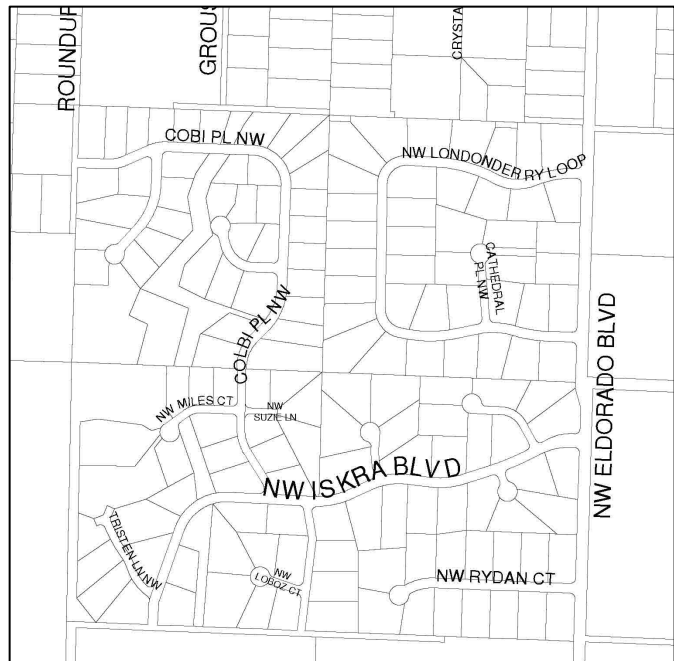 ROUNDUP
GROUS
CRYSTA
COBI PL NW
NW LONDONDERRY LOOP
CATHEDRAL
PL NW
COLBI PL NW
NW ELDORADO BLVD
NW MILES CT
NW
SUZIE LN
NW ISKRA BLVD
TRISTEN LN NW
NW
LOBOZ CT
NW RYDAN CT